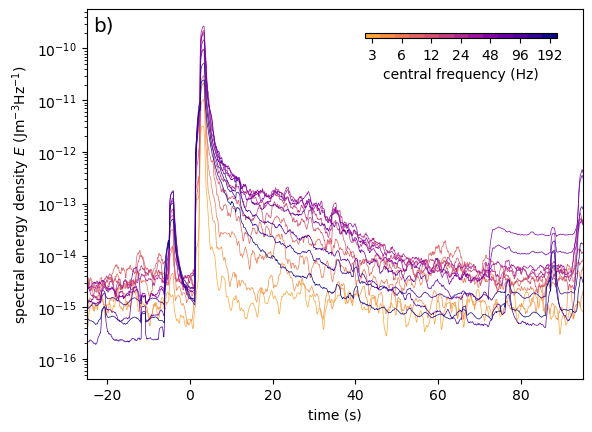 b)
3 6 12 24 48 96 192
central frequency (Hz)
spectral energy density E (Jm⁻³Hz⁻¹)
10⁻¹⁰
10⁻¹¹
10⁻¹²
10⁻¹³
10⁻¹⁴
10⁻¹⁵
10⁻¹⁶
−20 0 20 40 60 80
time (s)